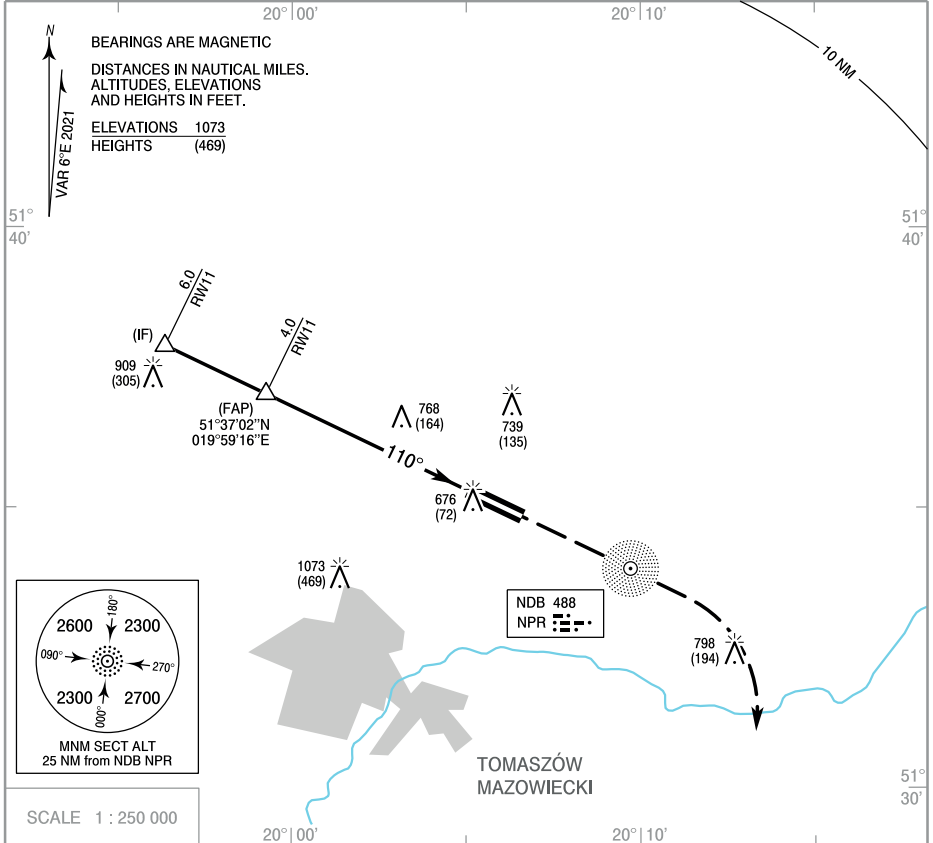 20° 00'
20° 10'
N
VAR 6°E 2021
BEARINGS ARE MAGNETIC
DISTANCES IN NAUTICAL MILES.
ALTITUDES, ELEVATIONS
AND HEIGHTS IN FEET.
ELEVATIONS 1073
HEIGHTS (469)
10 NM
51°
40'
51°
40'
6.0
RW11
4.0
RW11
(IF)
909
(305)
(FAP)
51°37'02"N
019°59'16"E
768
(164)
739
(135)
110°
676
(72)
1073
(469)
NDB 488
NPR
798
(194)
2600
180°
2300
090°
270°
2300
000°
2700
MNM SECT ALT
25 NM from NDB NPR
TOMASZÓW
MAZOWIECKI
51°
30'
SCALE 1 : 250 000
20° 00'
20° 10'